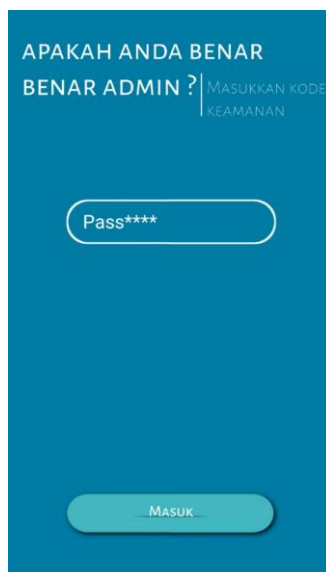 APAKAH ANDA BENAR
BENAR ADMIN ?
MASUKKAN KODE
KEAMANAN
Pass****
MASUK